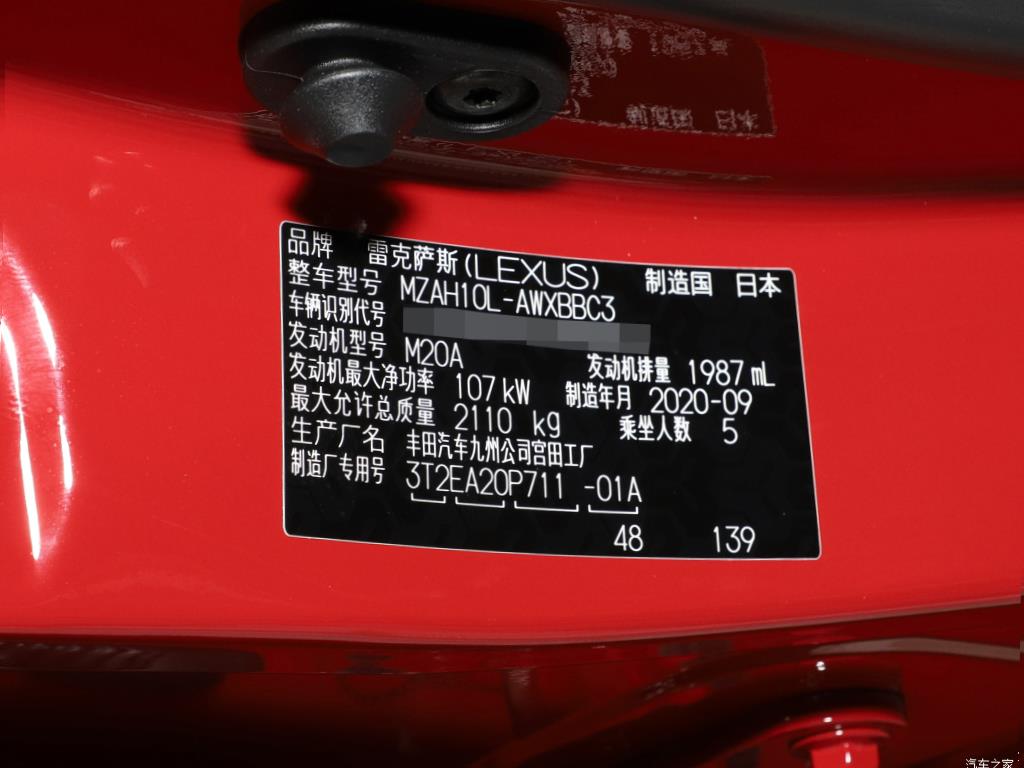 品牌 雷克萨斯(LEXUS) 制造国 日本
整车型号 MZAH10L-AWXBBC3
车辆识别代号
发动机型号 M20A 发动机排量 1987 mL
发动机最大净功率 107 kW 制造年月 2020-09
最大允许总质量 2110 kg 乘坐人数 5
生产厂名 丰田汽车九州公司宫田工厂
制造厂专用号 3T2EA20P711 -01A
48 139
汽车之家